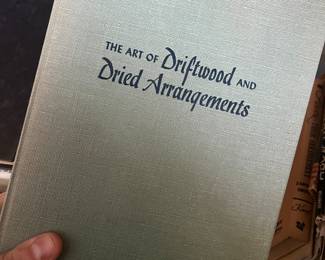 THE ART OF Driftwood AND
Dried Arrangements